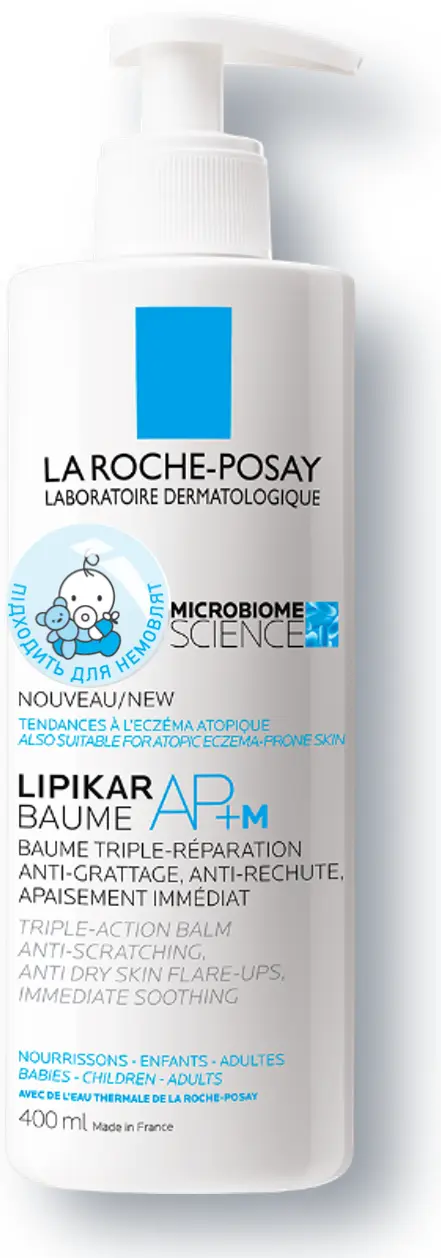 LA ROCHE-POSAY
LABORATOIRE DERMATOLOGIQUE
ПІДХОДИТЬ ДЛЯ НЕМОВЛЯТ
MICROBIOME
SCIENCE
NOUVEAU/NEW
TENDANCES À L'ECZÉMA ATOPIQUE
ALSO SUITABLE FOR ATOPIC ECZEMA-PRONE SKIN
LIPIKAR
BAUME AP+M
BAUME TRIPLE-RÉPARATION
ANTI-GRATTAGE, ANTI-RECHUTE,
APAISEMENT IMMÉDIAT
TRIPLE-ACTION BALM
ANTI-SCRATCHING,
ANTI DRY SKIN FLARE-UPS,
IMMEDIATE SOOTHING
NOURRISSONS - ENFANTS - ADULTES
BABIES - CHILDREN - ADULTS
AVEC DE L'EAU THERMALE DE LA ROCHE-POSAY
400 ml Made in France